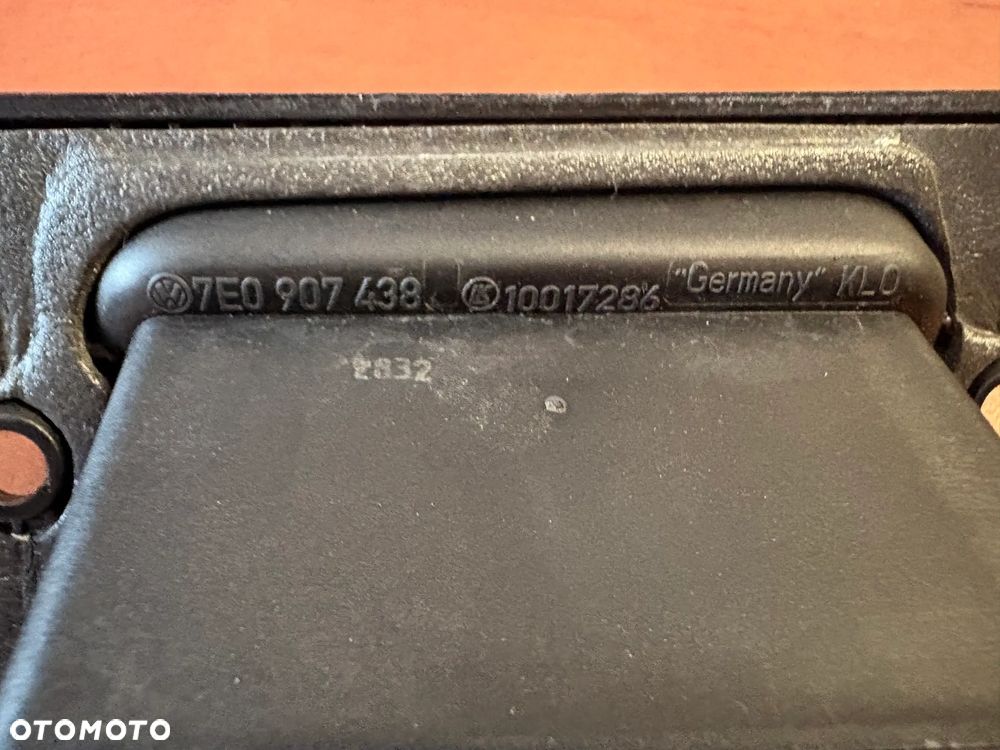 7E0 907 438 10017286 "Germany" KLO
2832
OTOMOTO